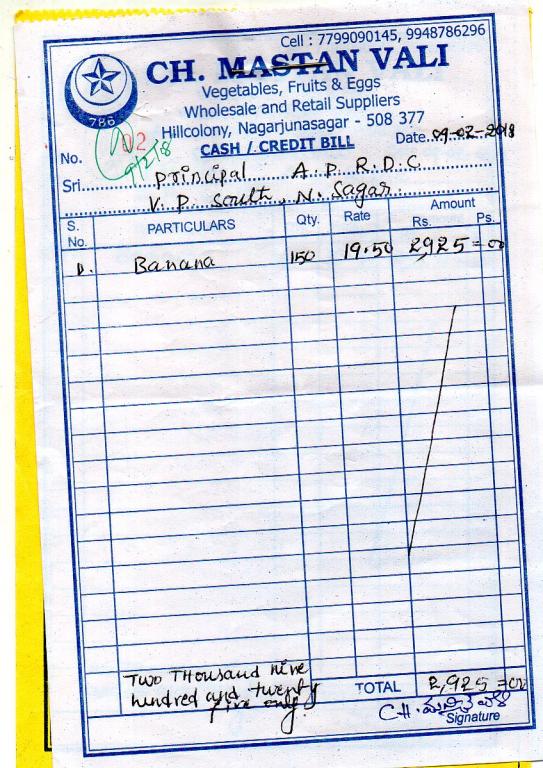 Cell : 7799090145, 9948786296
CH. MASTAN VALI
Vegetables, Fruits & Eggs
Wholesale and Retail Suppliers
Hillcolony, Nagarjunasagar - 508 377
786
No. 02 Date. 09-02-2018
9/2/18
CASH / CREDIT BILL
Sri. Principal A. P. R. D. C.
V. P. South, N. Sagar.
S. No. PARTICULARS Qty. Rate Amount
Rs. Ps.
1. Banana 150 19.50 2,925=00
Two Thousand nine
hundred and twenty
five only.
TOTAL 2,925=00
CH.
Signature